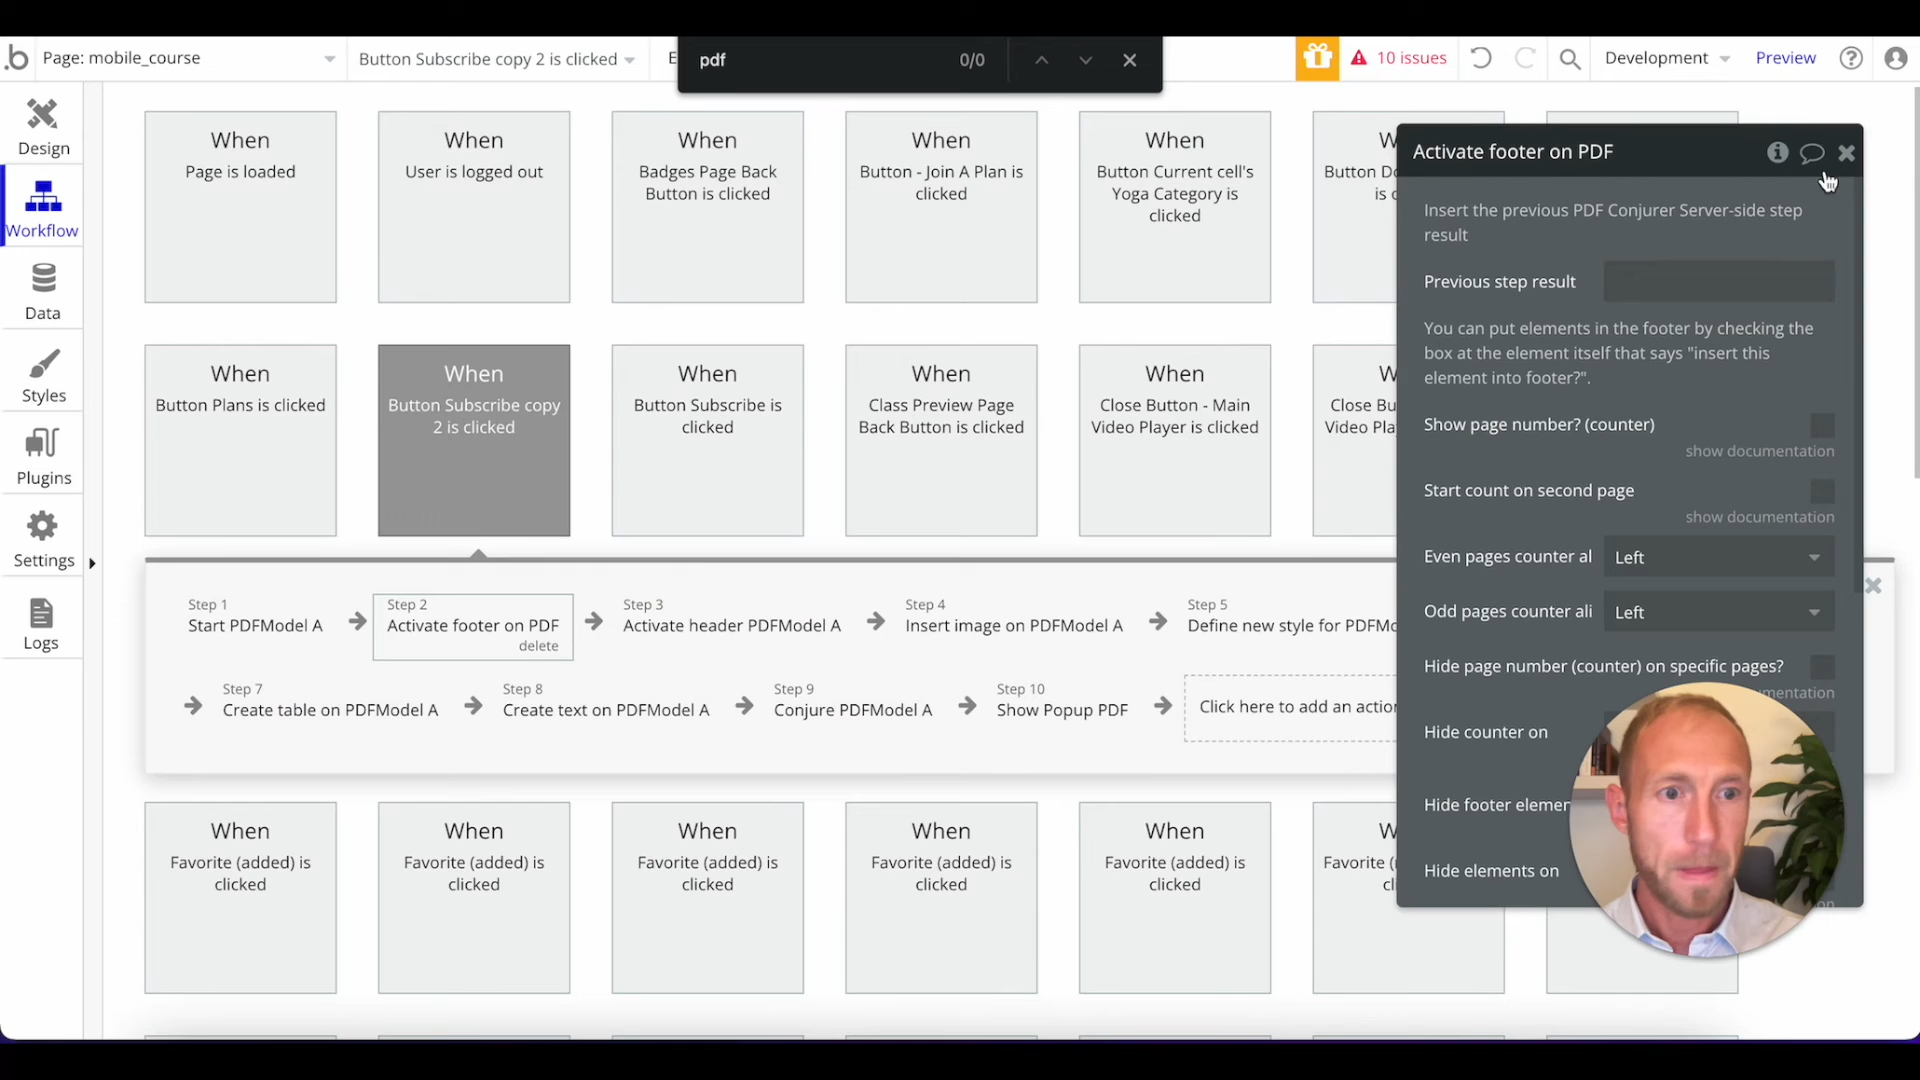 .b
Page: mobile_course
Button Subscribe copy 2 is clicked
E
pdf
0/0
10 issues
Development
Preview
Design
Workflow
Data
Styles
Plugins
Settings
Logs
When
Page is loaded
When
User is logged out
When
Badges Page Back
Button is clicked
When
Button - Join A Plan is
clicked
When
Button Current cell's
Yoga Category is
clicked
When
Button Plans is clicked
When
Button Subscribe copy
2 is clicked
When
Button Subscribe is
clicked
When
Class Preview Page
Back Button is clicked
When
Close Button - Main
Video Player is clicked
Step 1
Start PDFModel A
Step 2
Activate footer on PDF
delete
Step 3
Activate header PDFModel A
Step 4
Insert image on PDFModel A
Step 5
Define new style for PDFMo
Step 7
Create table on PDFModel A
Step 8
Create text on PDFModel A
Step 9
Conjure PDFModel A
Step 10
Show Popup PDF
Click here to add an action
When
Favorite (added) is
clicked
When
Favorite (added) is
clicked
When
Favorite (added) is
clicked
When
Favorite (added) is
clicked
When
Favorite (added) is
clicked
Activate footer on PDF
Insert the previous PDF Conjurer Server-side step
result
Previous step result
You can put elements in the footer by checking the
box at the element itself that says "insert this
element into footer?".
Show page number? (counter)
show documentation
Start count on second page
show documentation
Even pages counter al
Left
Odd pages counter ali
Left
Hide page number (counter) on specific pages?
Hide counter on
Hide footer elemen
Hide elements on